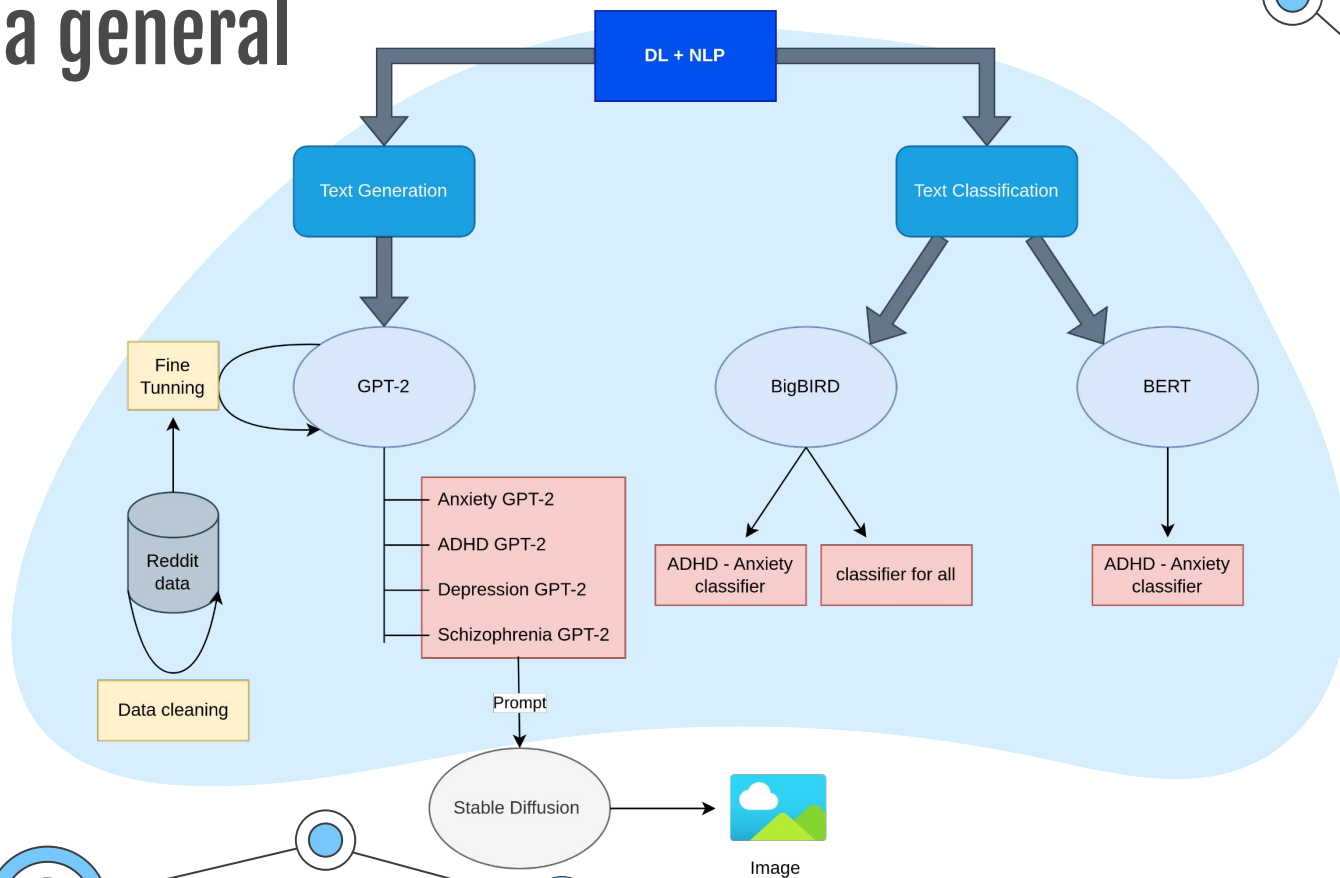 a general
DL + NLP
Text Generation
Text Classification
Fine
Tunning
GPT-2
BigBIRD
BERT
Reddit
data
Data cleaning
Anxiety GPT-2
ADHD GPT-2
Depression GPT-2
Schizophrenia GPT-2
ADHD - Anxiety
classifier
classifier for all
ADHD - Anxiety
classifier
Prompt
Stable Diffusion
Image